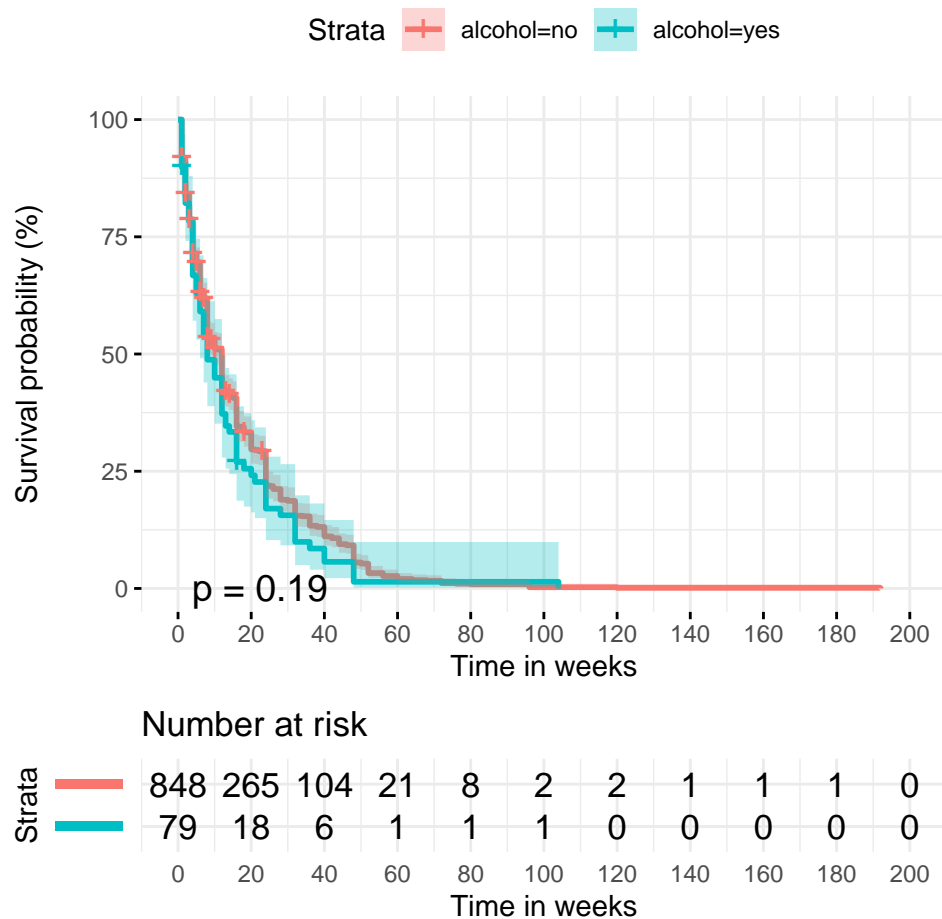 Strata alcohol=no alcohol=yes
Survival probability (%)
100
75
50
25
0
p = 0.19
0 20 40 60 80 100 120 140 160 180 200
Time in weeks
Number at risk
Strata
848 265 104 21 8 2 2 1 1 1 0
79 18 6 1 1 1 0 0 0 0 0
0 20 40 60 80 100 120 140 160 180 200
Time in weeks